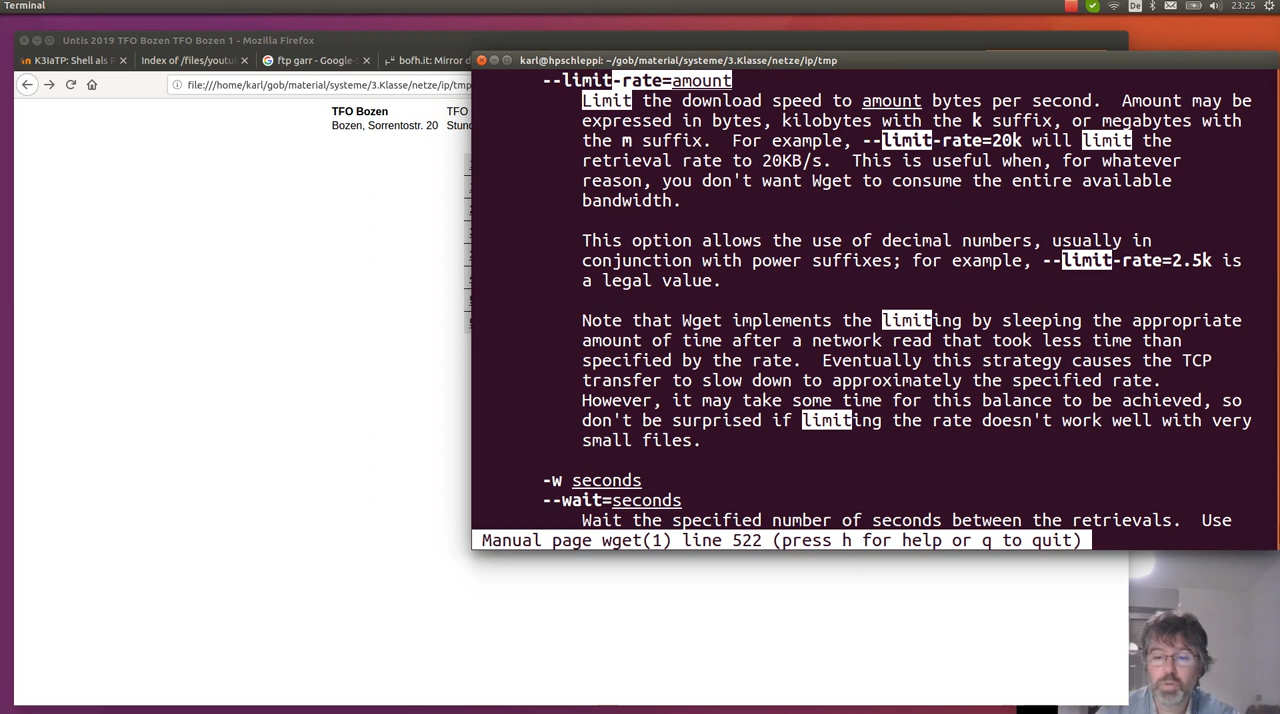 Terminal
De
23:25
Untis 2019 TFO Bozen TFO Bozen 1 - Mozilla Firefox
K3IaTP: Shell als F
Index of /files/youtu
ftp garr - Google-S
bofh.it: Mirror d
file:///home/karl/gob/material/systeme/3.Klasse/netze/ip/tmp
TFO Bozen
Bozen, Sorrentostr. 20
TFO
Stund
karl@hpschleppi: ~/gob/material/systeme/3.Klasse/netze/ip/tmp
--limit-rate=amount
Limit the download speed to amount bytes per second.  Amount may be
expressed in bytes, kilobytes with the k suffix, or megabytes with
the m suffix.  For example, --limit-rate=20k will limit the
retrieval rate to 20KB/s.  This is useful when, for whatever
reason, you don't want Wget to consume the entire available
bandwidth.
This option allows the use of decimal numbers, usually in
conjunction with power suffixes; for example, --limit-rate=2.5k is
a legal value.
Note that Wget implements the limiting by sleeping the appropriate
amount of time after a network read that took less time than
specified by the rate.  Eventually this strategy causes the TCP
transfer to slow down to approximately the specified rate.
However, it may take some time for this balance to be achieved, so
don't be surprised if limiting the rate doesn't work well with very
small files.
-w seconds
--wait=seconds
Wait the specified number of seconds between the retrievals.  Use
Manual page wget(1) line 522 (press h for help or q to quit)